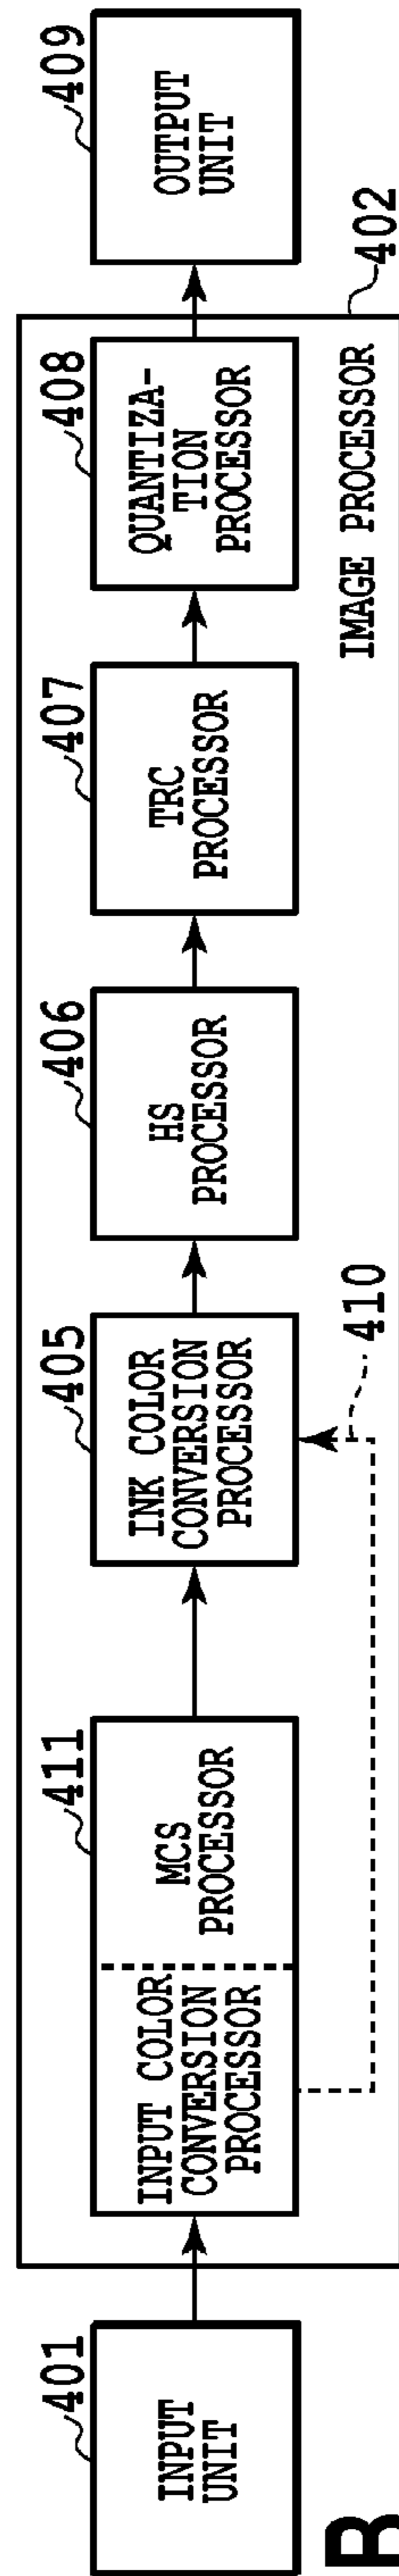 401
INPUT
UNIT
411
INPUT COLOR
CONVERSION
PROCESSOR
MCS
PROCESSOR
405
INK COLOR
CONVERSION
PROCESSOR
406
HS
PROCESSOR
407
TRC
PROCESSOR
408
QUANTIZA-
TION
PROCESSOR
409
OUTPUT
UNIT
410
IMAGE PROCESSOR
402
B